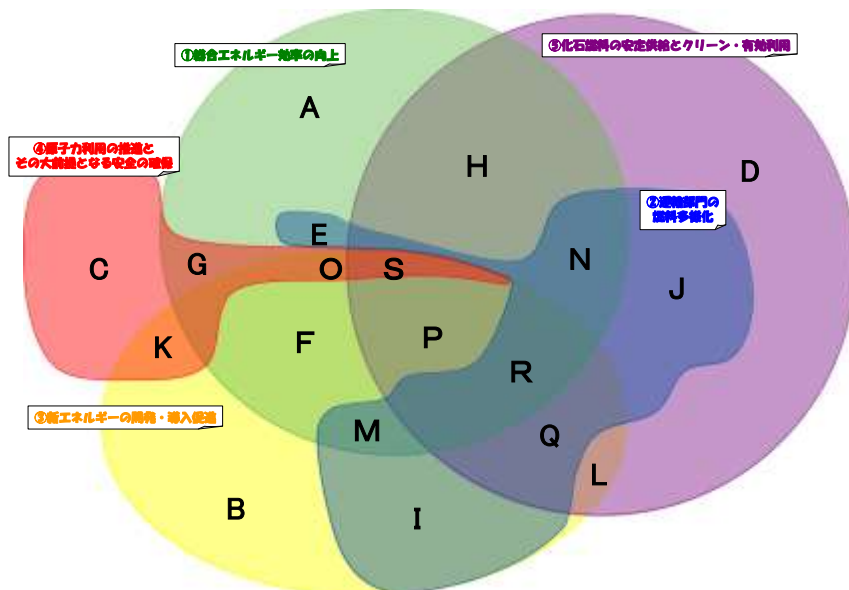 ①総合エネルギー効率の向上
⑤化石燃料の安定供給とクリーン・有効利用
A
④原子力利用の推進と
その大前提となる安全の確保
H
D
②運輸部門の
燃料多様化
E
N
C
G
O
S
J
K
F
P
R
③新エネルギーの開発・導入促進
M
Q
L
B
I